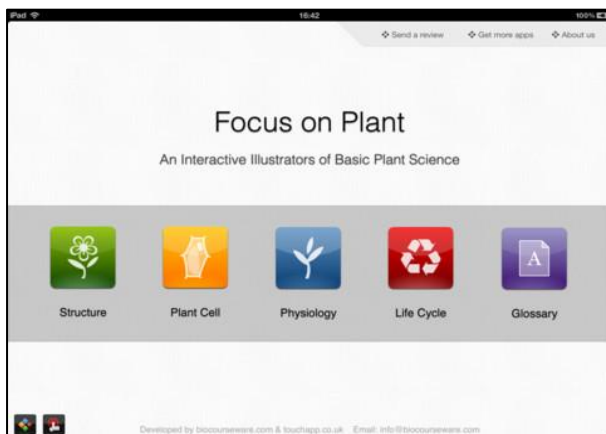 iPad 16:42 100%
Send a review Get more apps About us
Focus on Plant
An Interactive Illustrators of Basic Plant Science
A
Structure Plant Cell Physiology Life Cycle Glossary
Developed by biocourseware.com & touchapp.co.uk Email: info@biocourseware.com